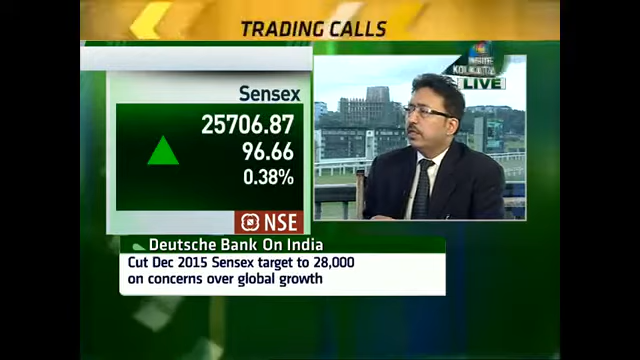 TRADING CALLS
INSIDE
KOLKATA
LIVE
Sensex
25706.87
96.66
0.38%
NSE
Deutsche Bank On India
Cut Dec 2015 Sensex target to 28,000
on concerns over global growth